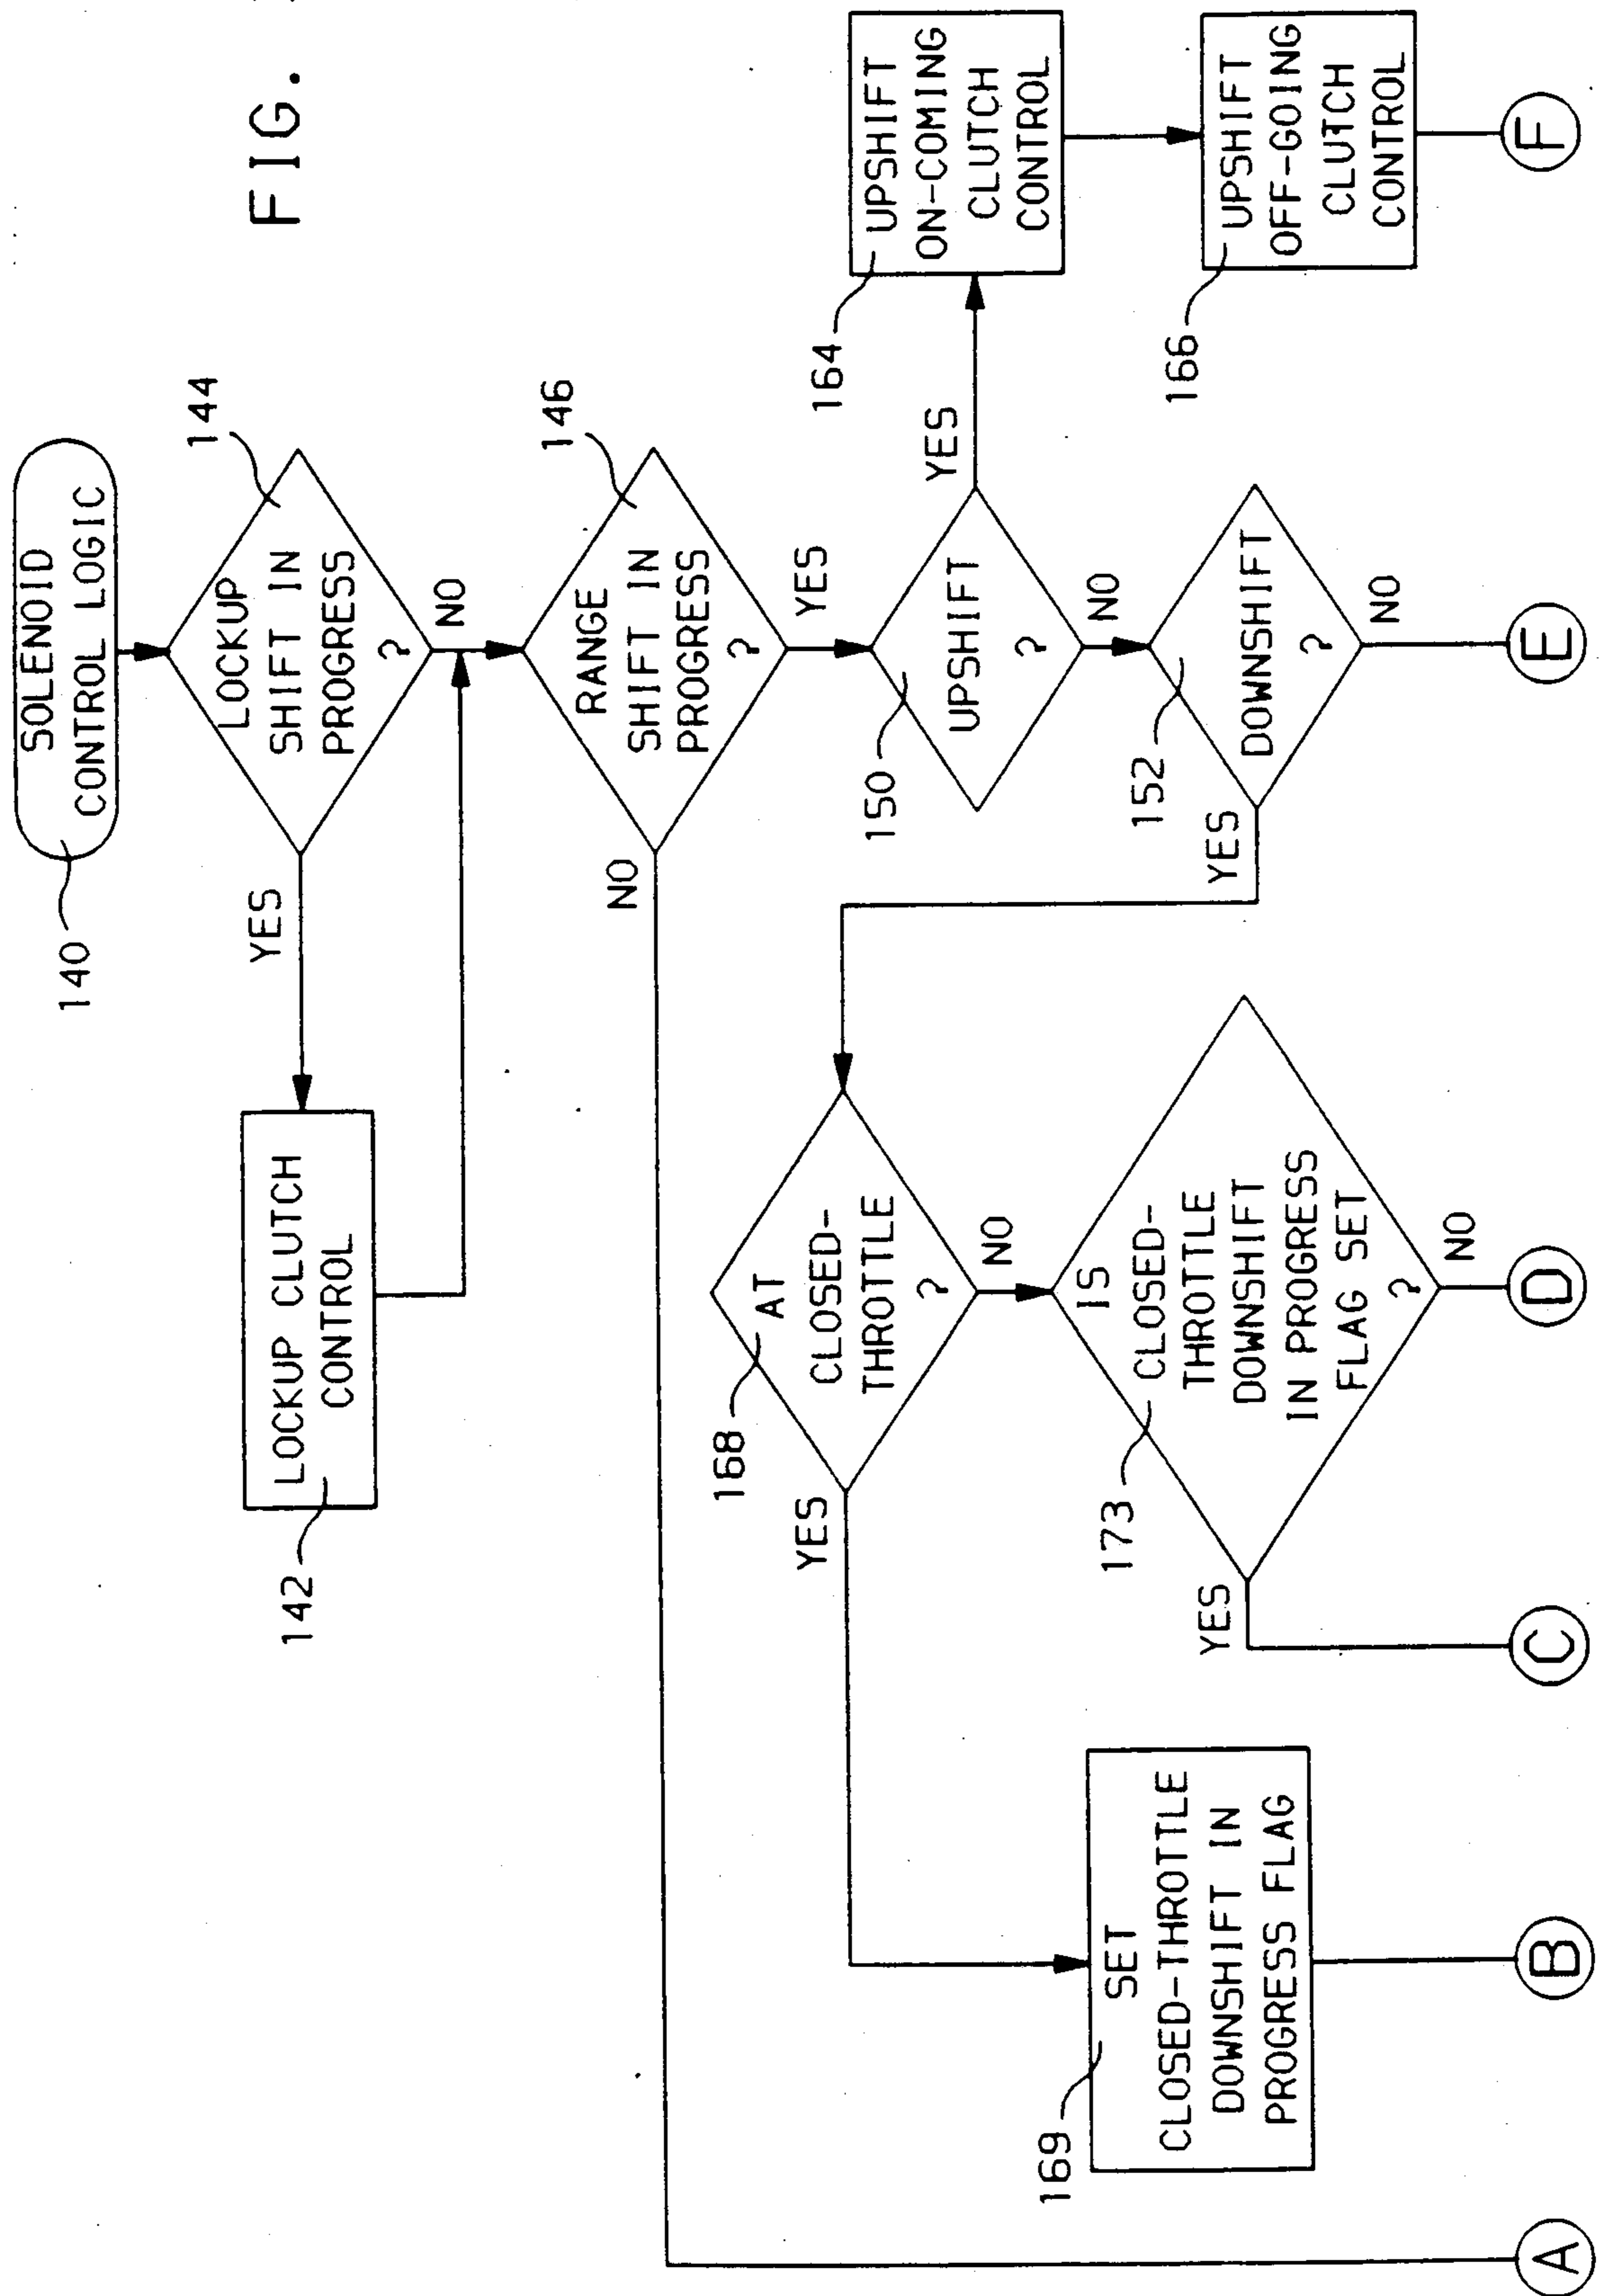 FIG.
SOLENOID
CONTROL LOGIC
140
LOCKUP
SHIFT IN
PROGRESS
?
144
YES
NO
LOCKUP CLUTCH
CONTROL
142
RANGE
SHIFT IN
PROGRESS
?
146
NO
YES
UPSHIFT
?
150
YES
NO
UPSHIFT
ON-COMING
CLUTCH
CONTROL
164
UPSHIFT
OFF-GOING
CLUTCH
CONTROL
166
DOWNSHIFT
?
152
YES
NO
AT
CLOSED-
THROTTLE
?
168
YES
NO
IS
CLOSED-
THROTTLE
DOWNSHIFT
IN PROGRESS
FLAG SET
?
173
YES
NO
SET
CLOSED-THROTTLE
DOWNSHIFT IN
PROGRESS FLAG
169
A
B
C
D
E
F